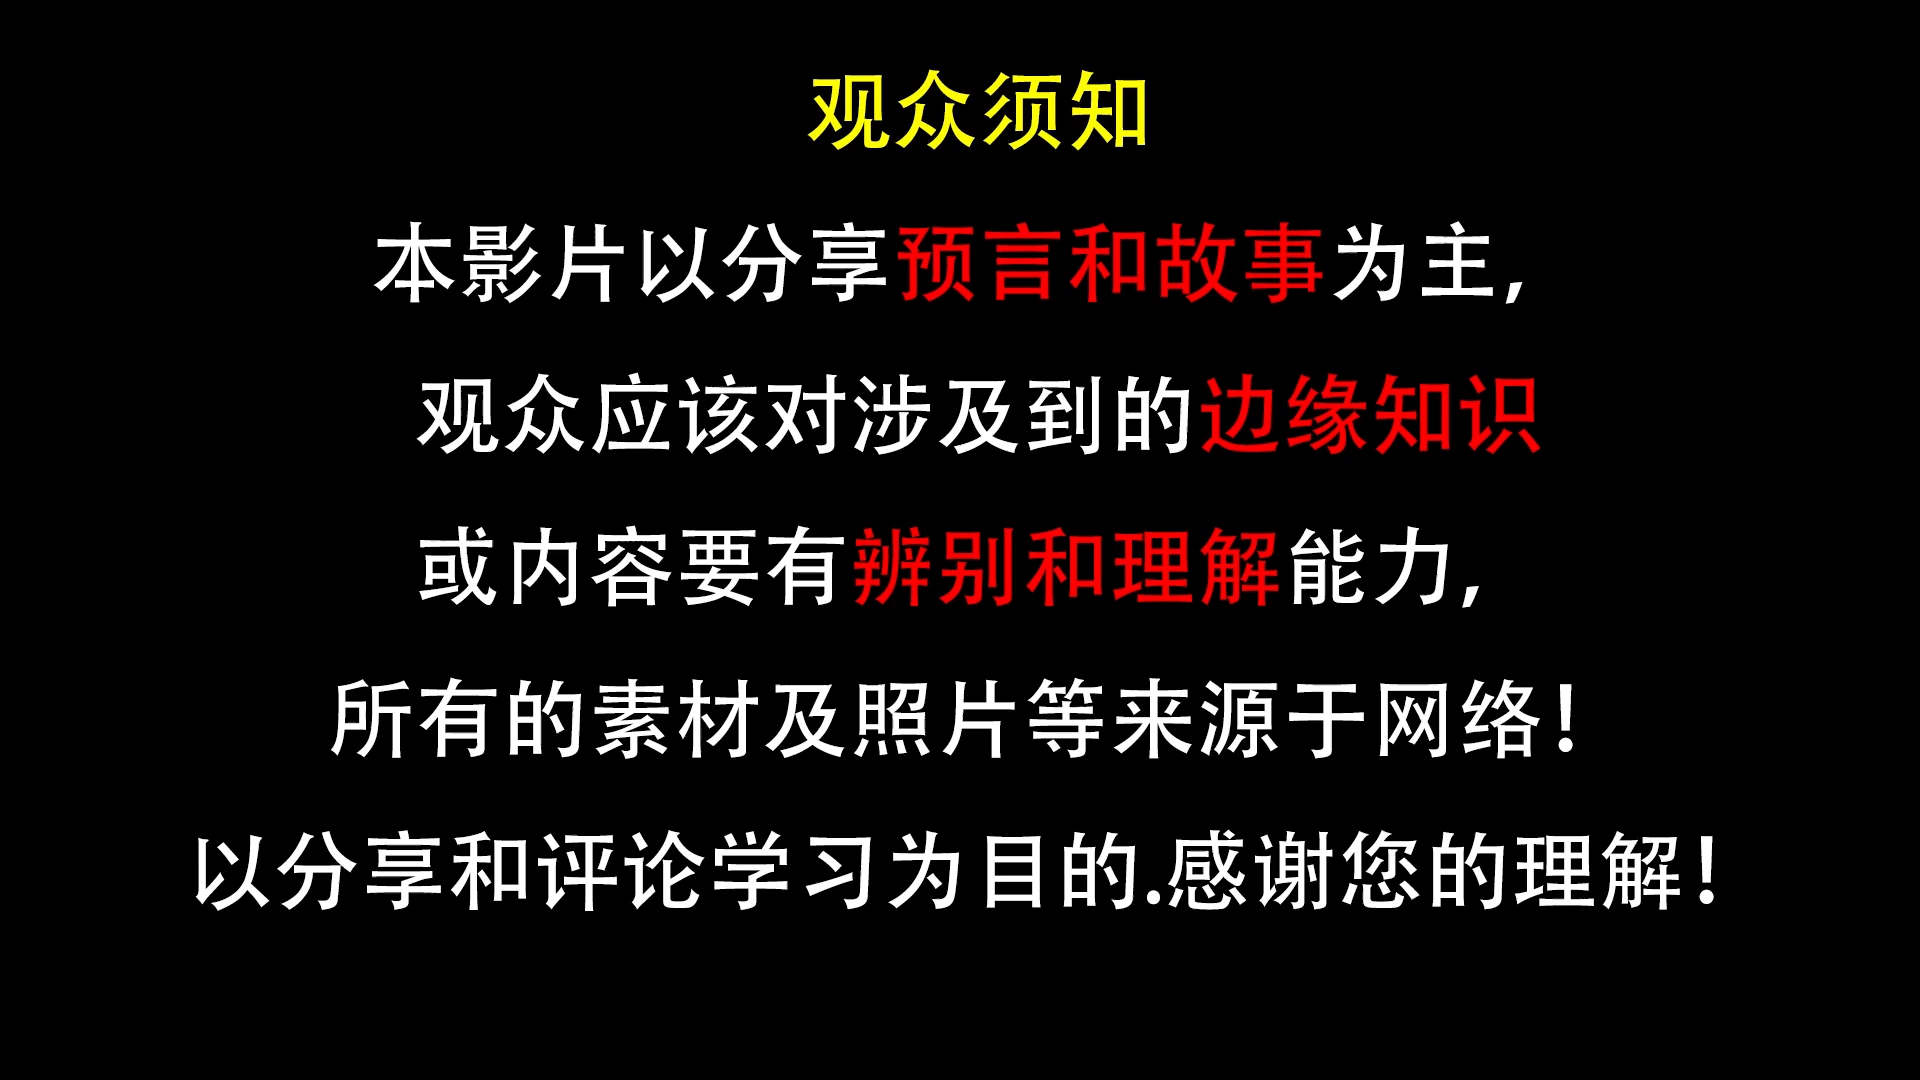 观众须知
本影片以分享预言和故事为主,
观众应该对涉及到的边缘知识
或内容要有辨别和理解能力,
所有的素材及照片等来源于网络!
以分享和评论学习为目的.感谢您的理解!